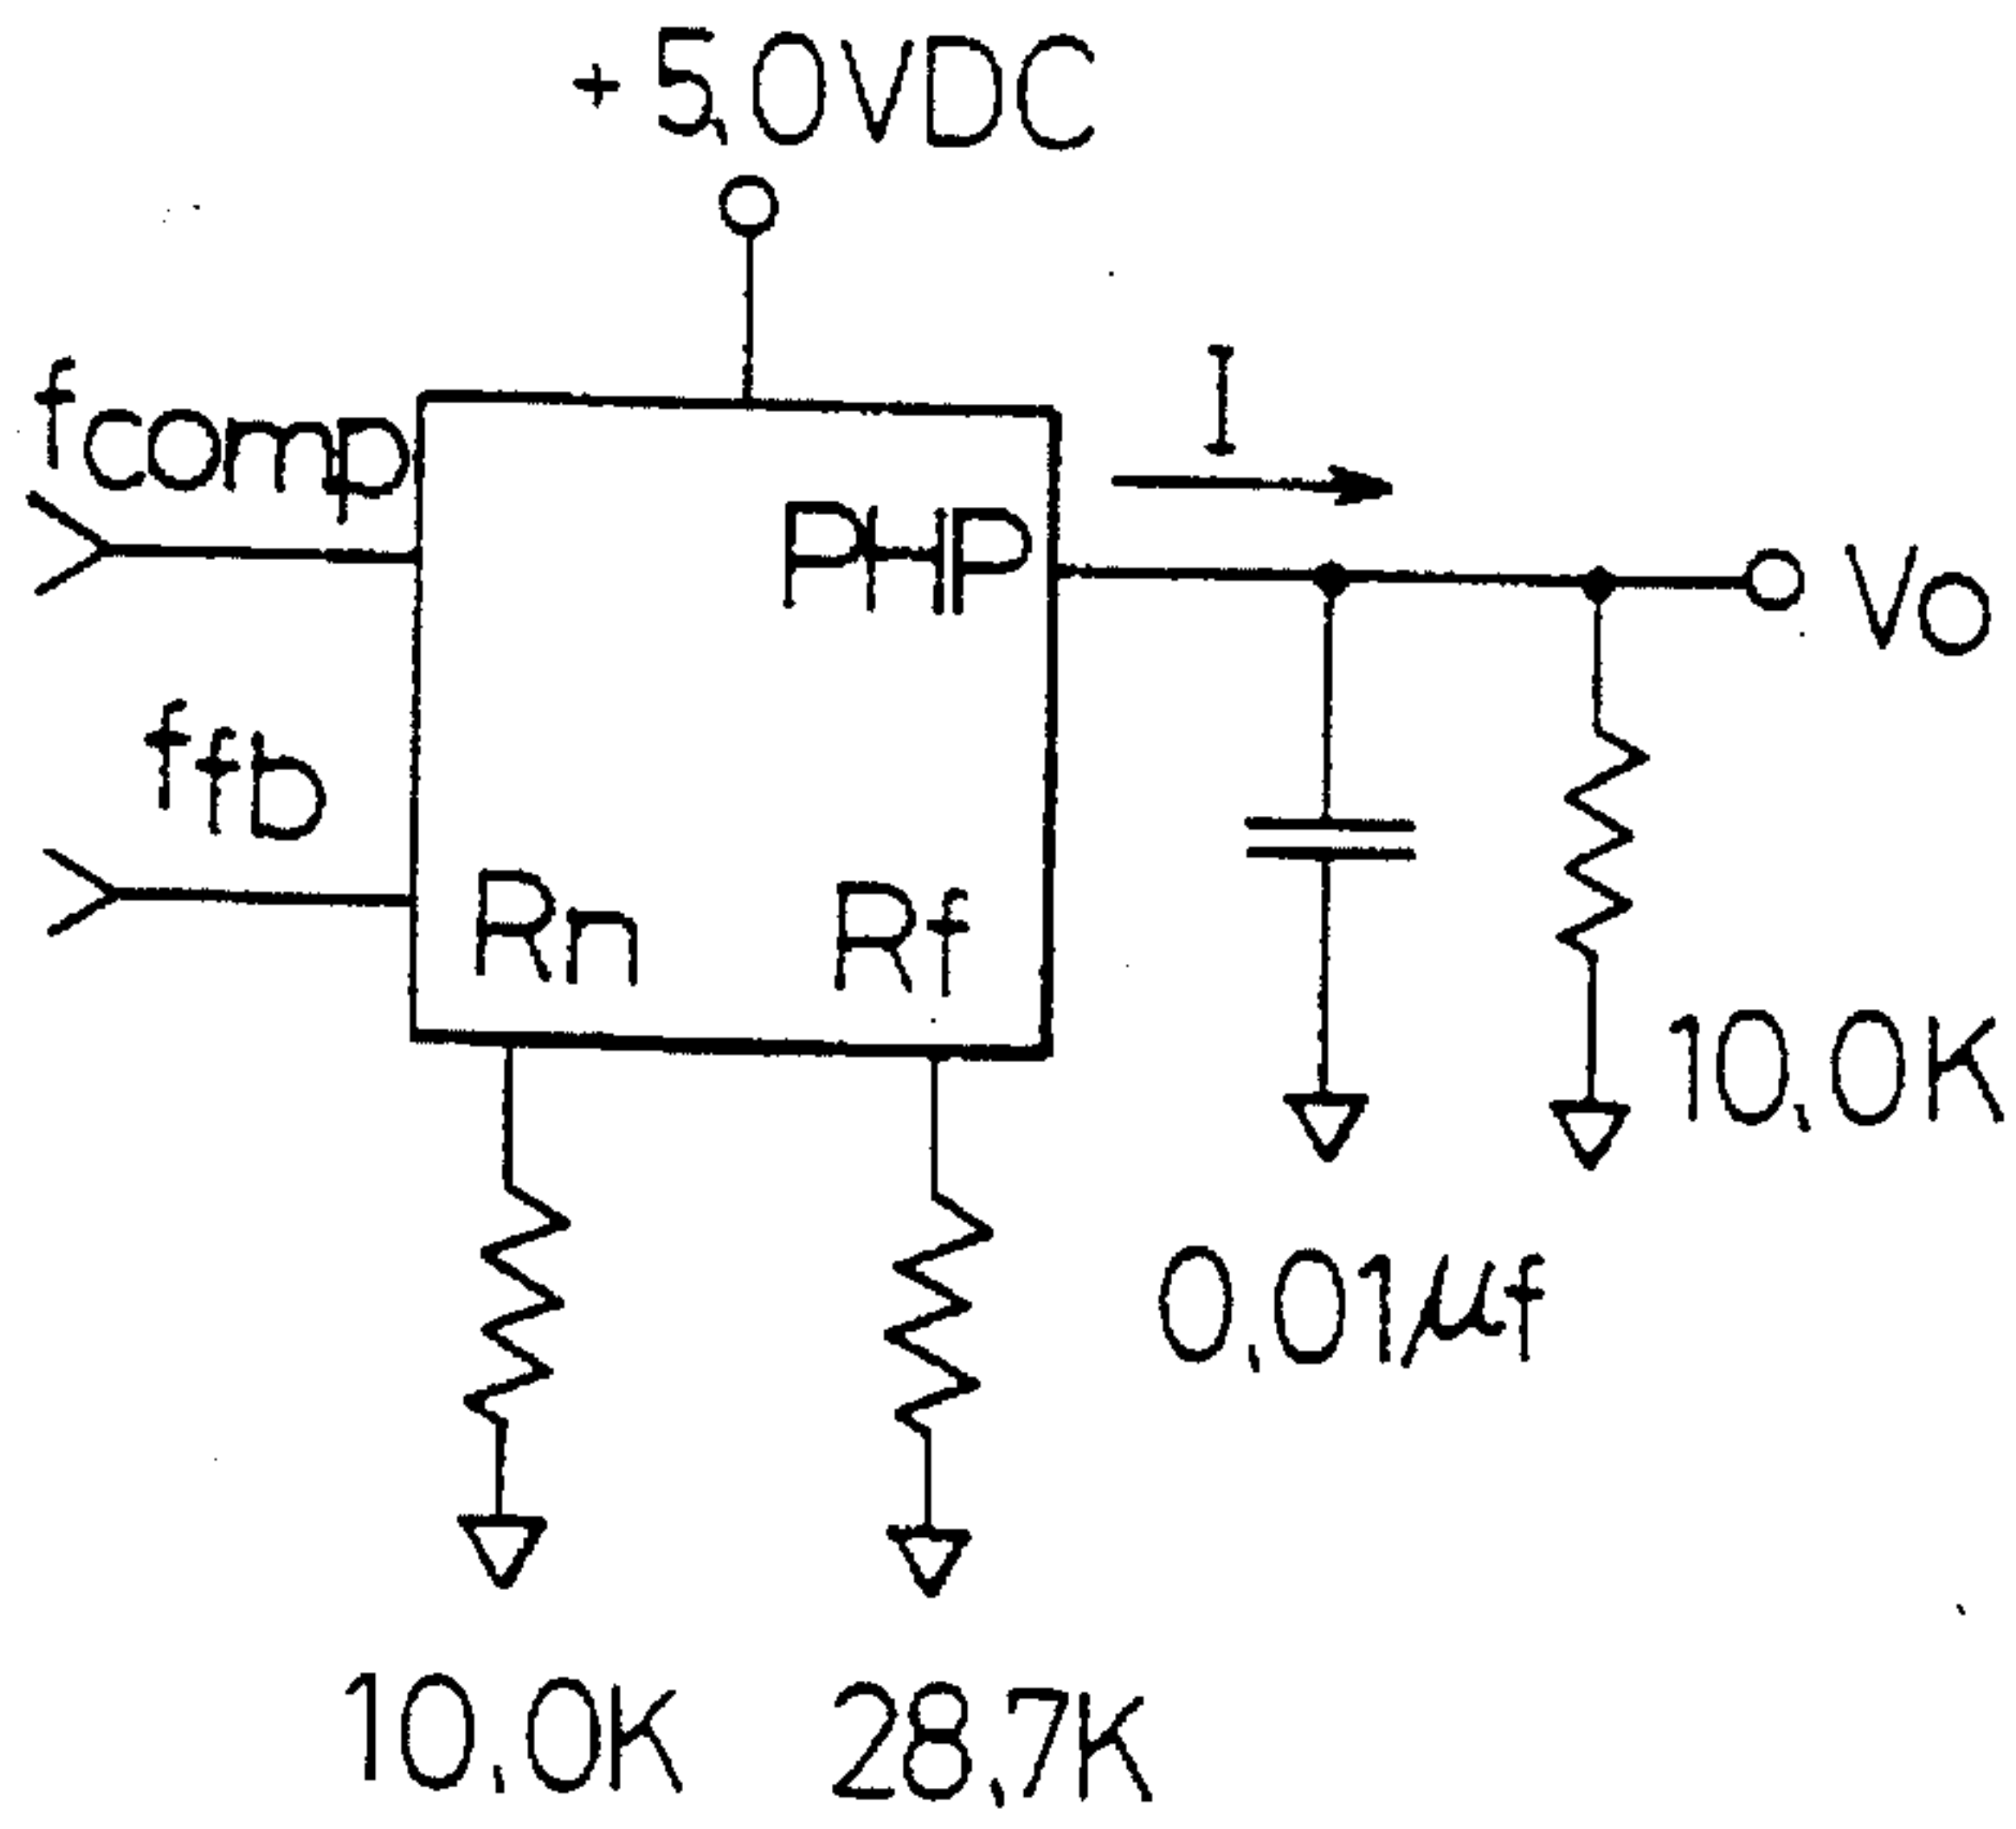 +5.0VDC
fcomp
I
PHP
Vo
ffb
Rn
Rf
10.0K
0.01µf
10.0K
28.7K